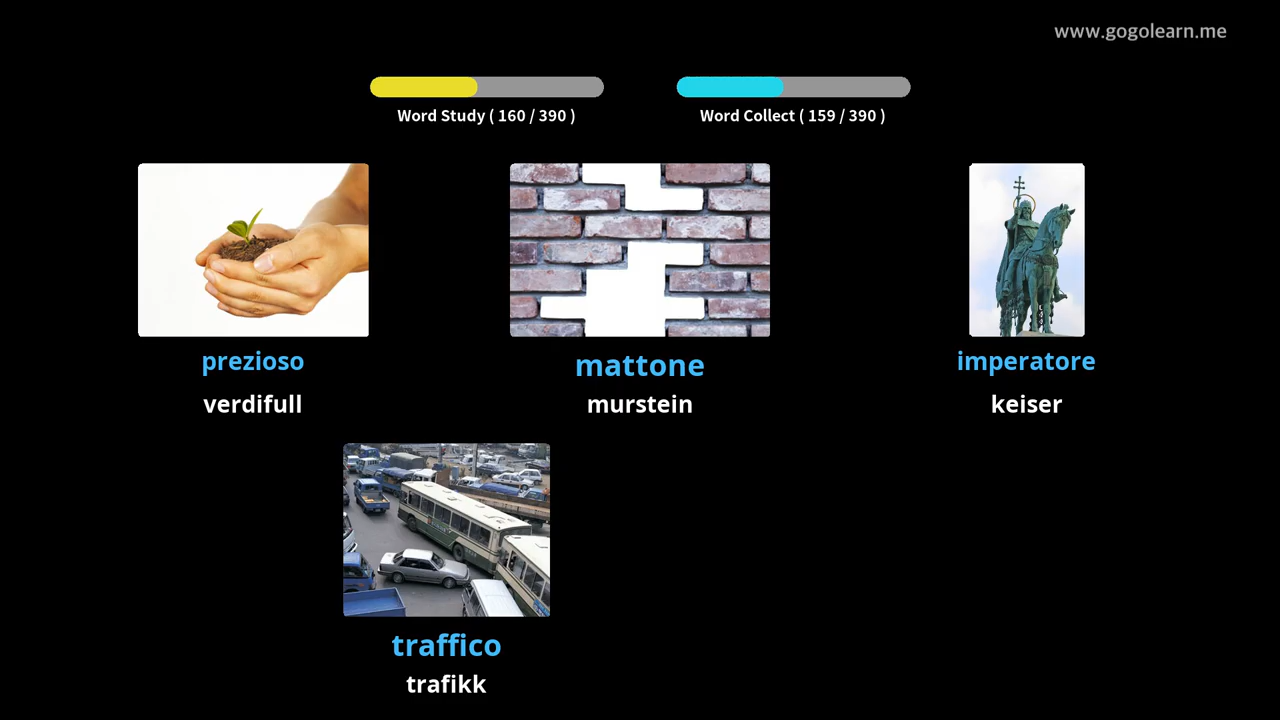 www.gogolearn.me
Word Study ( 160 / 390 )
Word Collect ( 159 / 390 )
prezioso
verdifull
mattone
murstein
imperatore
keiser
traffico
trafikk